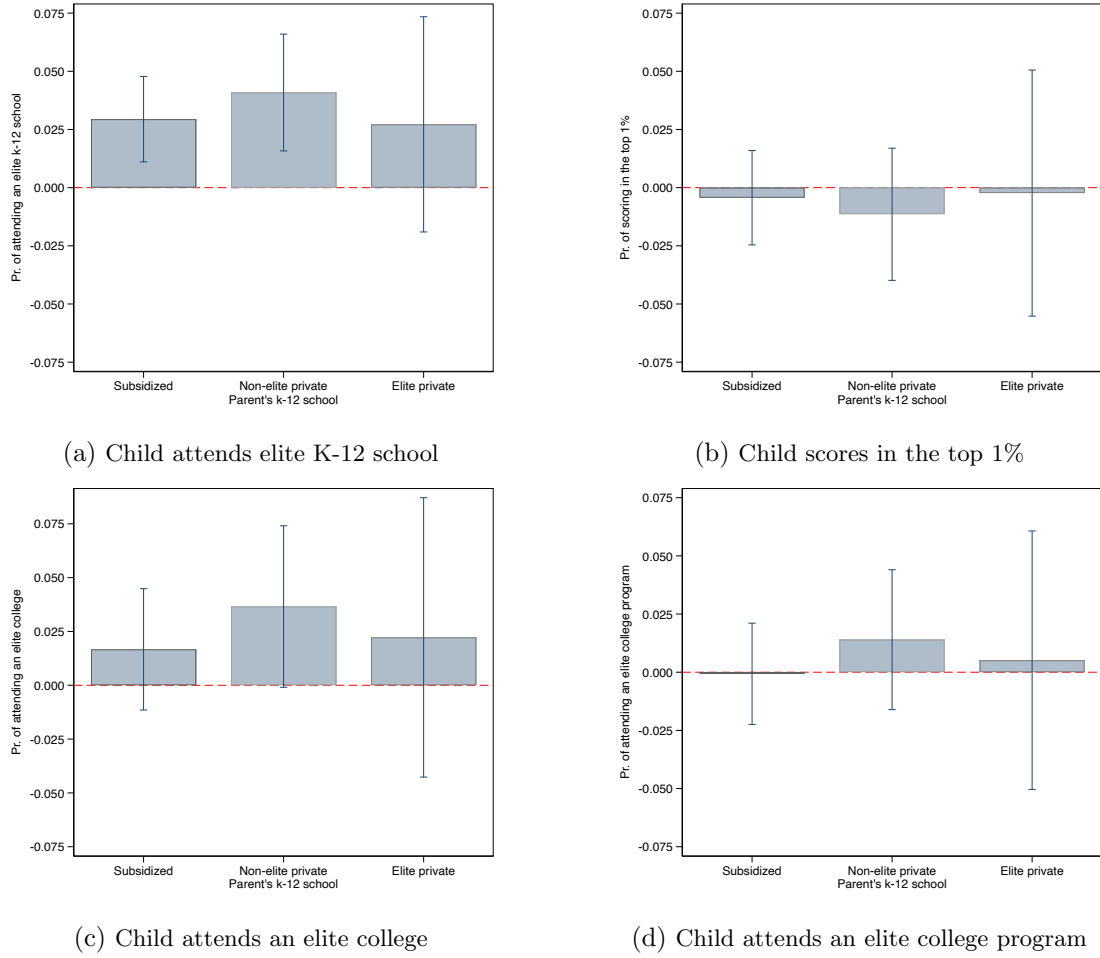 Pr. of attending an elite k-12 school
0.075
0.050
0.025
0.000
-0.025
-0.050
-0.075
Subsidized Non-elite private Elite private
Parent's k-12 school
(a) Child attends elite K-12 school
Pr. of scoring in the top 1%
0.075
0.050
0.025
0.000
-0.025
-0.050
-0.075
Subsidized Non-elite private Elite private
Parent's k-12 school
(b) Child scores in the top 1%
Pr. of attending an elite college
0.075
0.050
0.025
0.000
-0.025
-0.050
-0.075
Subsidized Non-elite private Elite private
Parent's k-12 school
(c) Child attends an elite college
Pr. of attending an elite college program
0.075
0.050
0.025
0.000
-0.025
-0.050
-0.075
Subsidized Non-elite private Elite private
Parent's k-12 school
(d) Child attends an elite college program